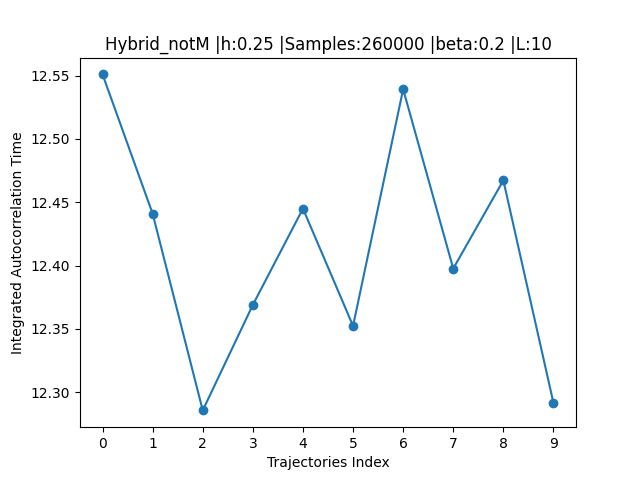 Hybrid_notM |h:0.25 |Samples:260000 |beta:0.2 |L:10
Integrated Autocorrelation Time
12.55
12.50
12.45
12.40
12.35
12.30
0 1 2 3 4 5 6 7 8 9
Trajectories Index